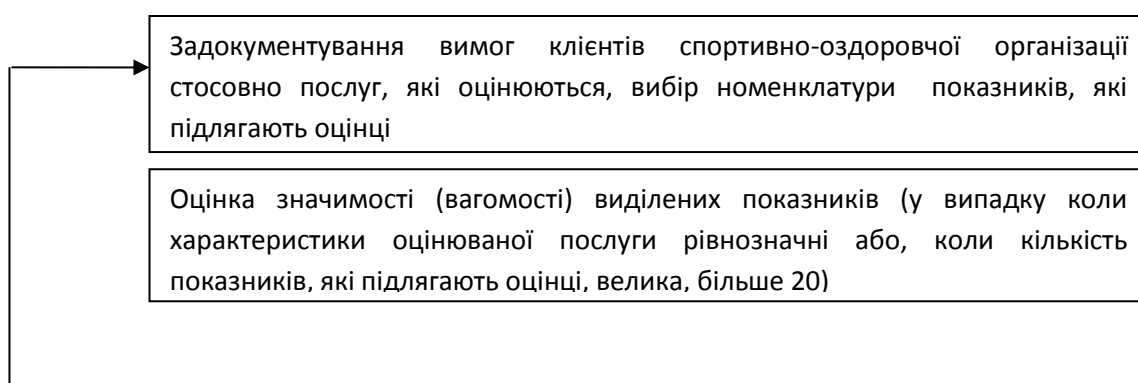 Задокументування вимог клієнтів спортивно-оздоровчої організації
стосовно послуг, які оцінюються, вибір номенклатури показників, які
підлягають оцінці
Оцінка значимості (вагомості) виділених показників (у випадку коли
характеристики оцінюваної послуги рівнозначні або, коли кількість
показників, які підлягають оцінці, велика, більше 20)